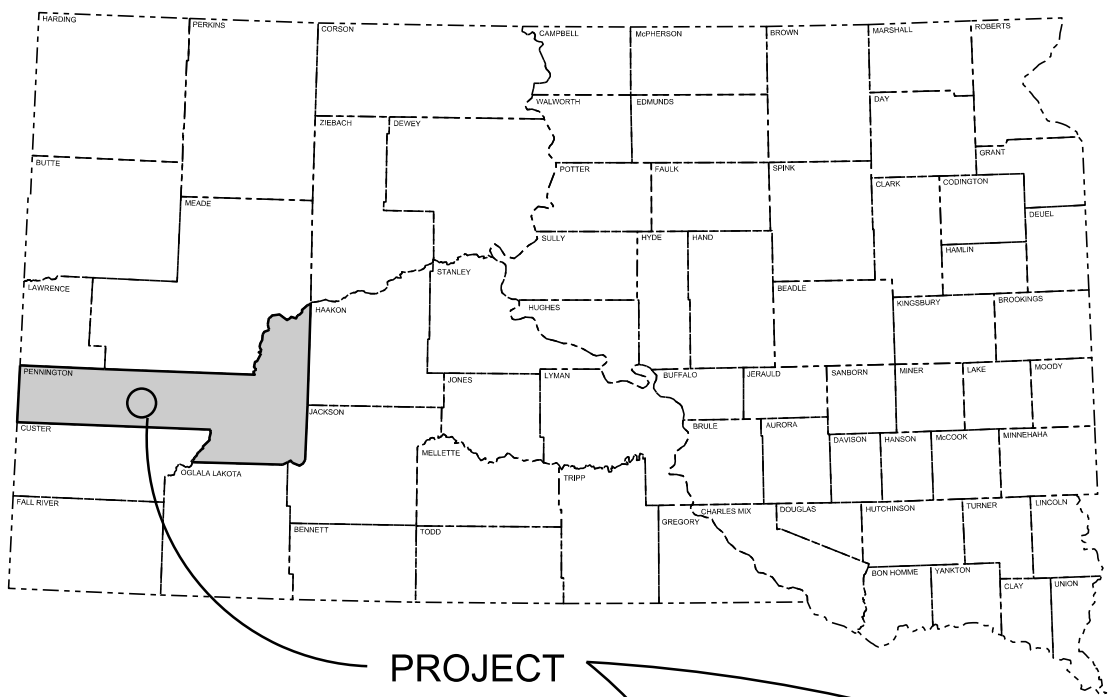 HARDING
PERKINS
CORSON
CAMPBELL
McPHERSON
BROWN
MARSHALL
ROBERTS
WALWORTH
EDMUNDS
DAY
ZIEBACH
DEWEY
GRANT
BUTTE
POTTER
FAULK
SPINK
CLARK
CODINGTON
MEADE
DEUEL
SULLY
HYDE
HAND
HAMLIN
STANLEY
LAWRENCE
BEADLE
HAAKON
HUGHES
KINGSBURY
BROOKINGS
PENNINGTON
JONES
LYMAN
BUFFALO
JERAULD
SANBORN
MINER
LAKE
MOODY
JACKSON
CUSTER
BRULE
AURORA
DAVISON
HANSON
McCOOK
MINNEHAHA
MELLETTE
OGLALA LAKOTA
TRIPP
FALL RIVER
GREGORY
CHARLES MIX
DOUGLAS
HUTCHINSON
TURNER
LINCOLN
BENNETT
TODD
BON HOMME
YANKTON
CLAY
UNION
PROJECT